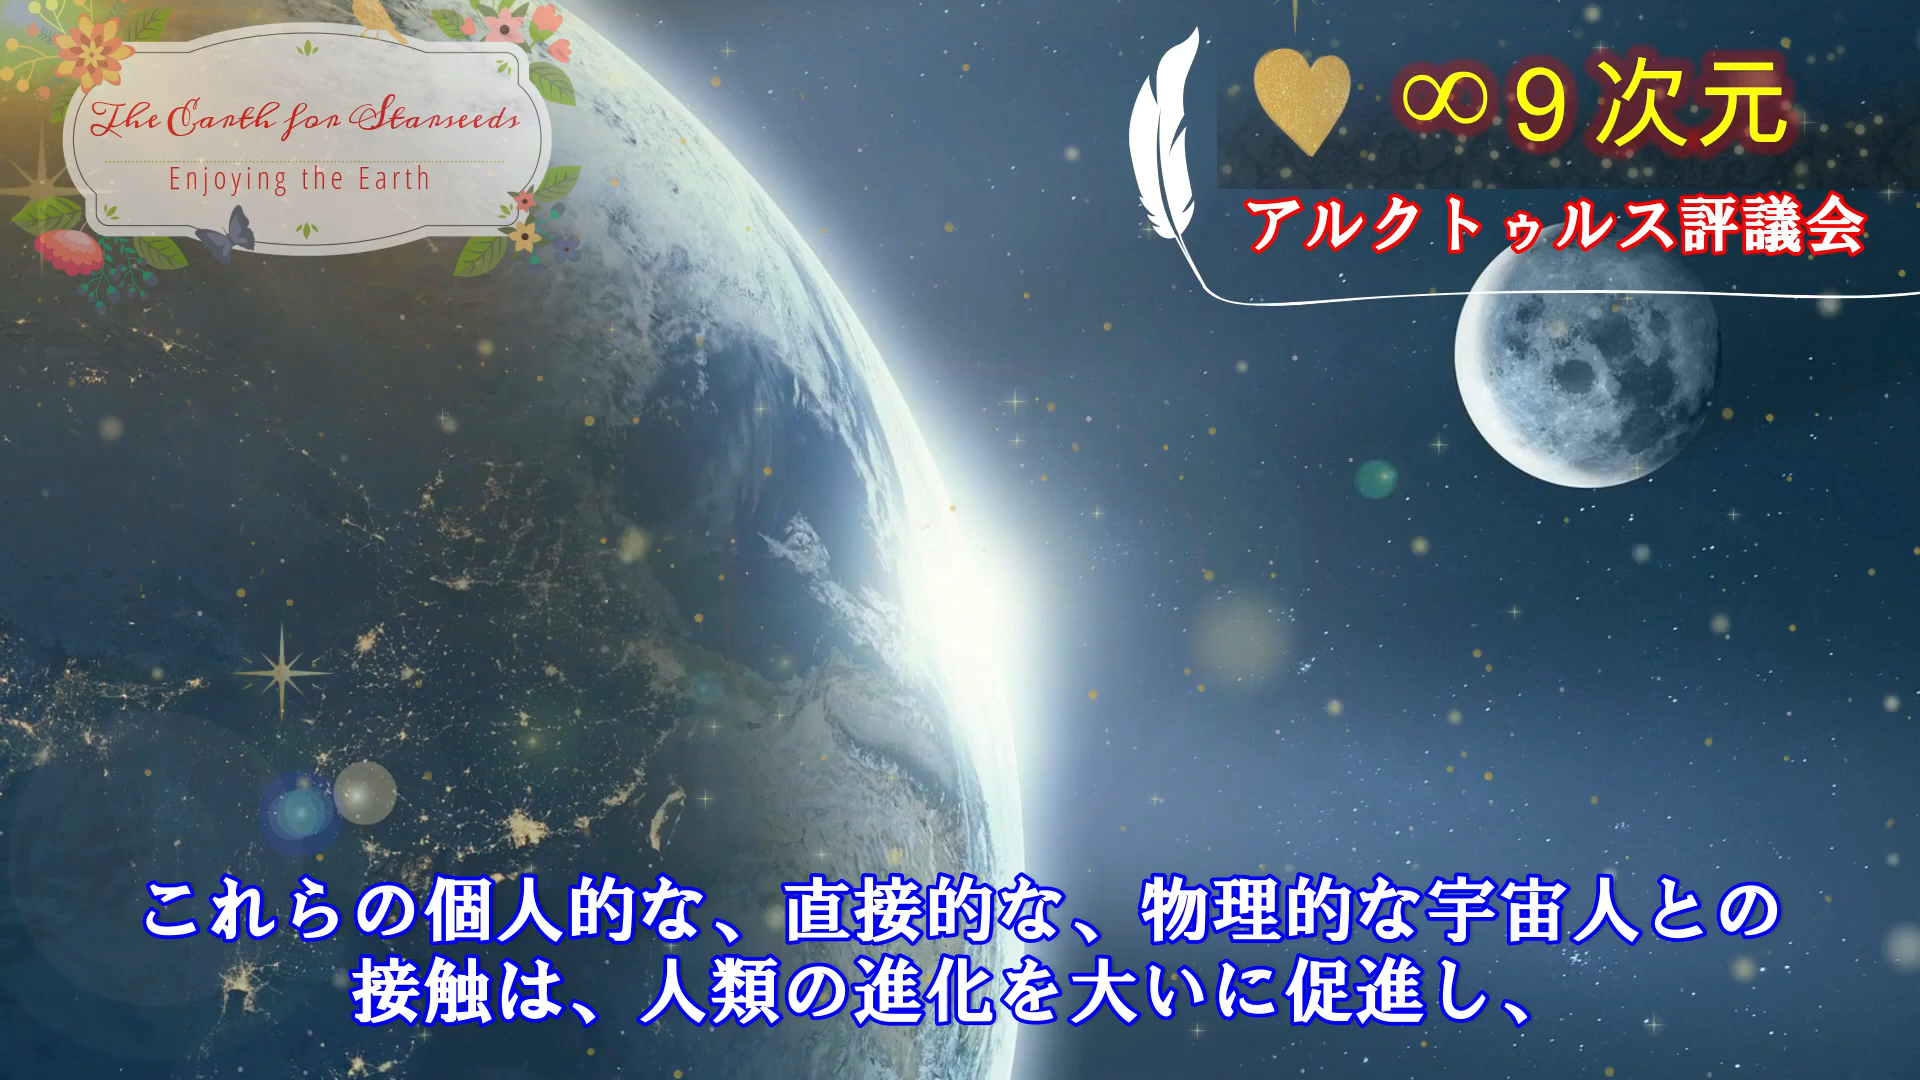 The Earth for Starseeds
Enjoying the Earth
∞９次元
アルクトゥルス評議会
これらの個人的な、直接的な、物理的な宇宙人との
接触は、人類の進化を大いに促進し、